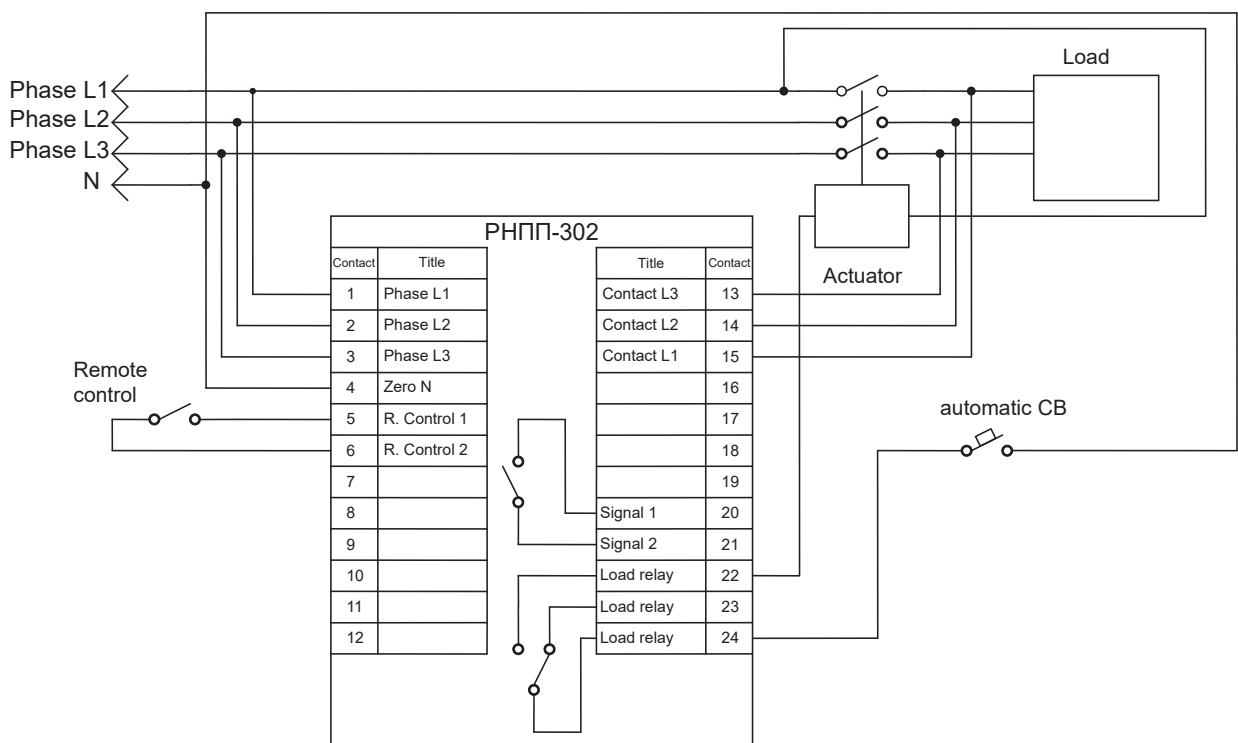 Load
Phase L1
Phase L2
Phase L3
N
РНПП-302
Contact Title Title Contact
Actuator
1 Phase L1 Contact L3 13
2 Phase L2 Contact L2 14
3 Phase L3 Contact L1 15
Remote
control
4 Zero N 16
automatic CB
5 R. Control 1 17
6 R. Control 2 18
7 19
8 Signal 1 20
9 Signal 2 21
10 Load relay 22
11 Load relay 23
12 Load relay 24